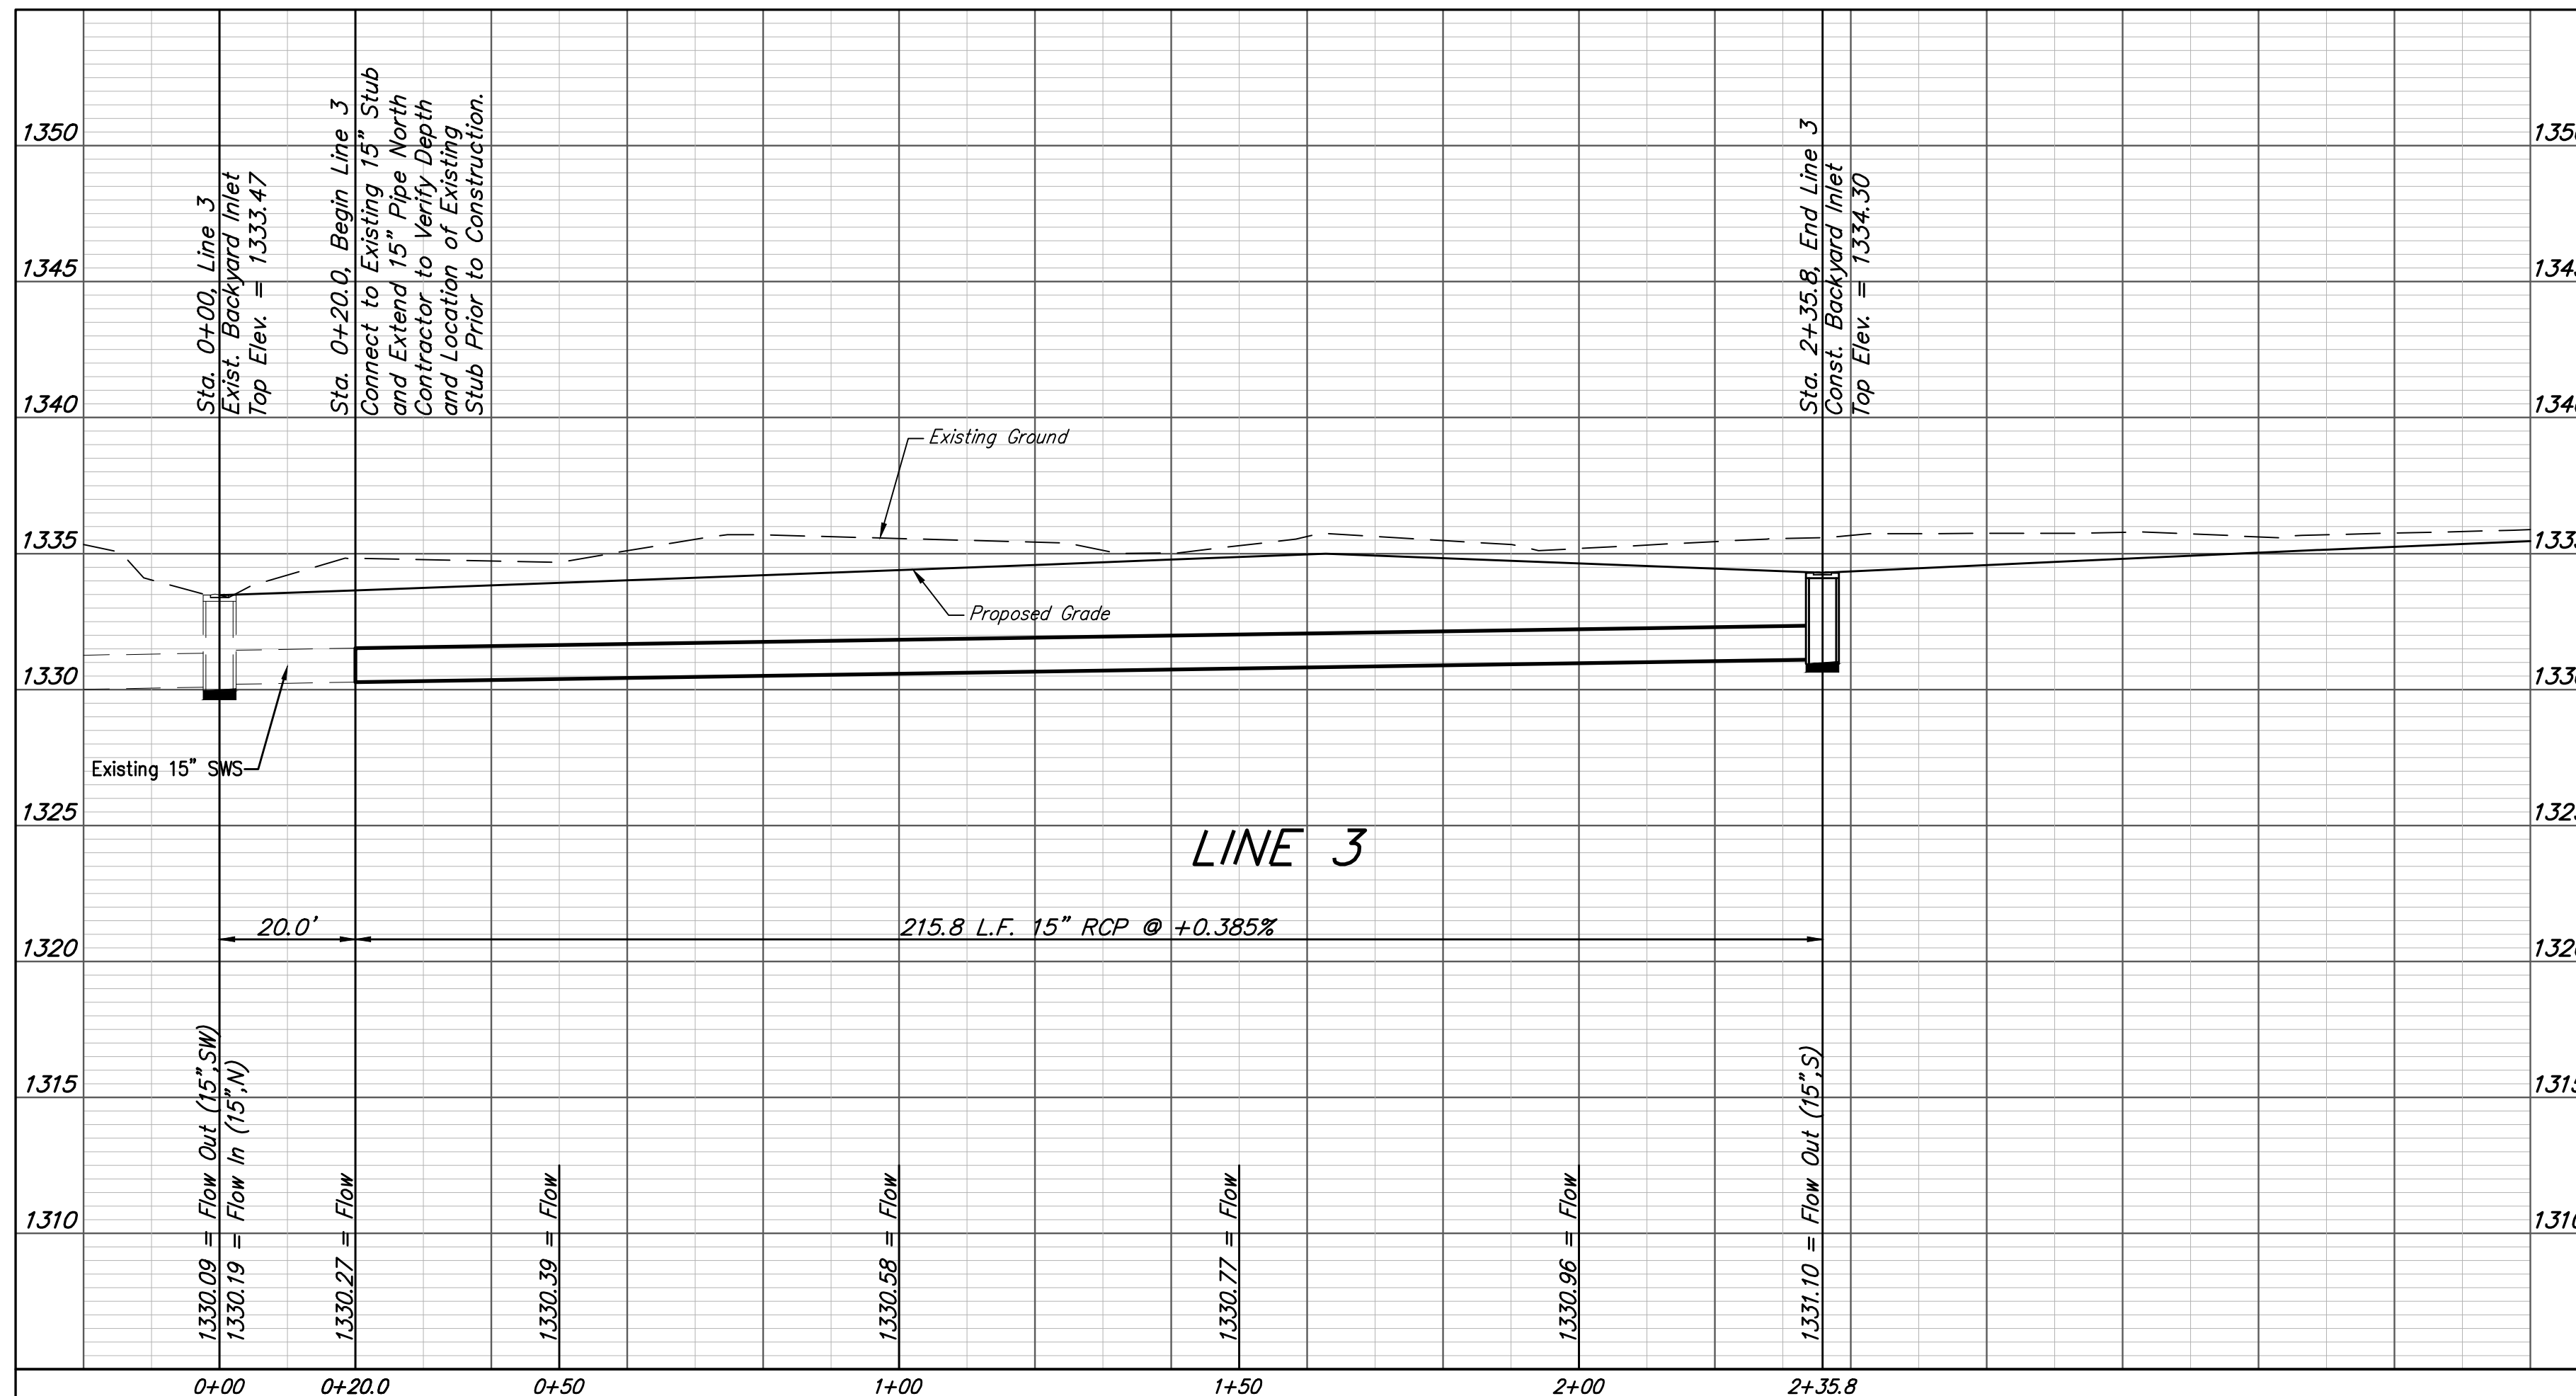 Sta. 0+00, Line 3
Exist. Backyard Inlet
Top Elev. = 1333.47
Sta. 0+20.0, Begin Line 3
Connect to Existing 15" Stub
and Extend 15" Pipe North
Contractor to Verify Depth
and Location of Existing
Stub Prior to Construction.
Sta. 2+35.8, End Line 3
Const. Backyard Inlet
Top Elev. = 1334.30
1350
1345
1340
1335
1330
1325
1320
1315
1310
Existing Ground
Proposed Grade
Existing 15" SWS
LINE 3
20.0'
215.8 L.F. 15" RCP @ +0.385%
1330.09 = Flow Out (15",SW)
1330.19 = Flow In (15",N)
1330.27 = Flow
1330.39 = Flow
1330.58 = Flow
1330.77 = Flow
1330.96 = Flow
1331.10 = Flow Out (15",S)
0+00
0+20.0
0+50
1+00
1+50
2+00
2+35.8